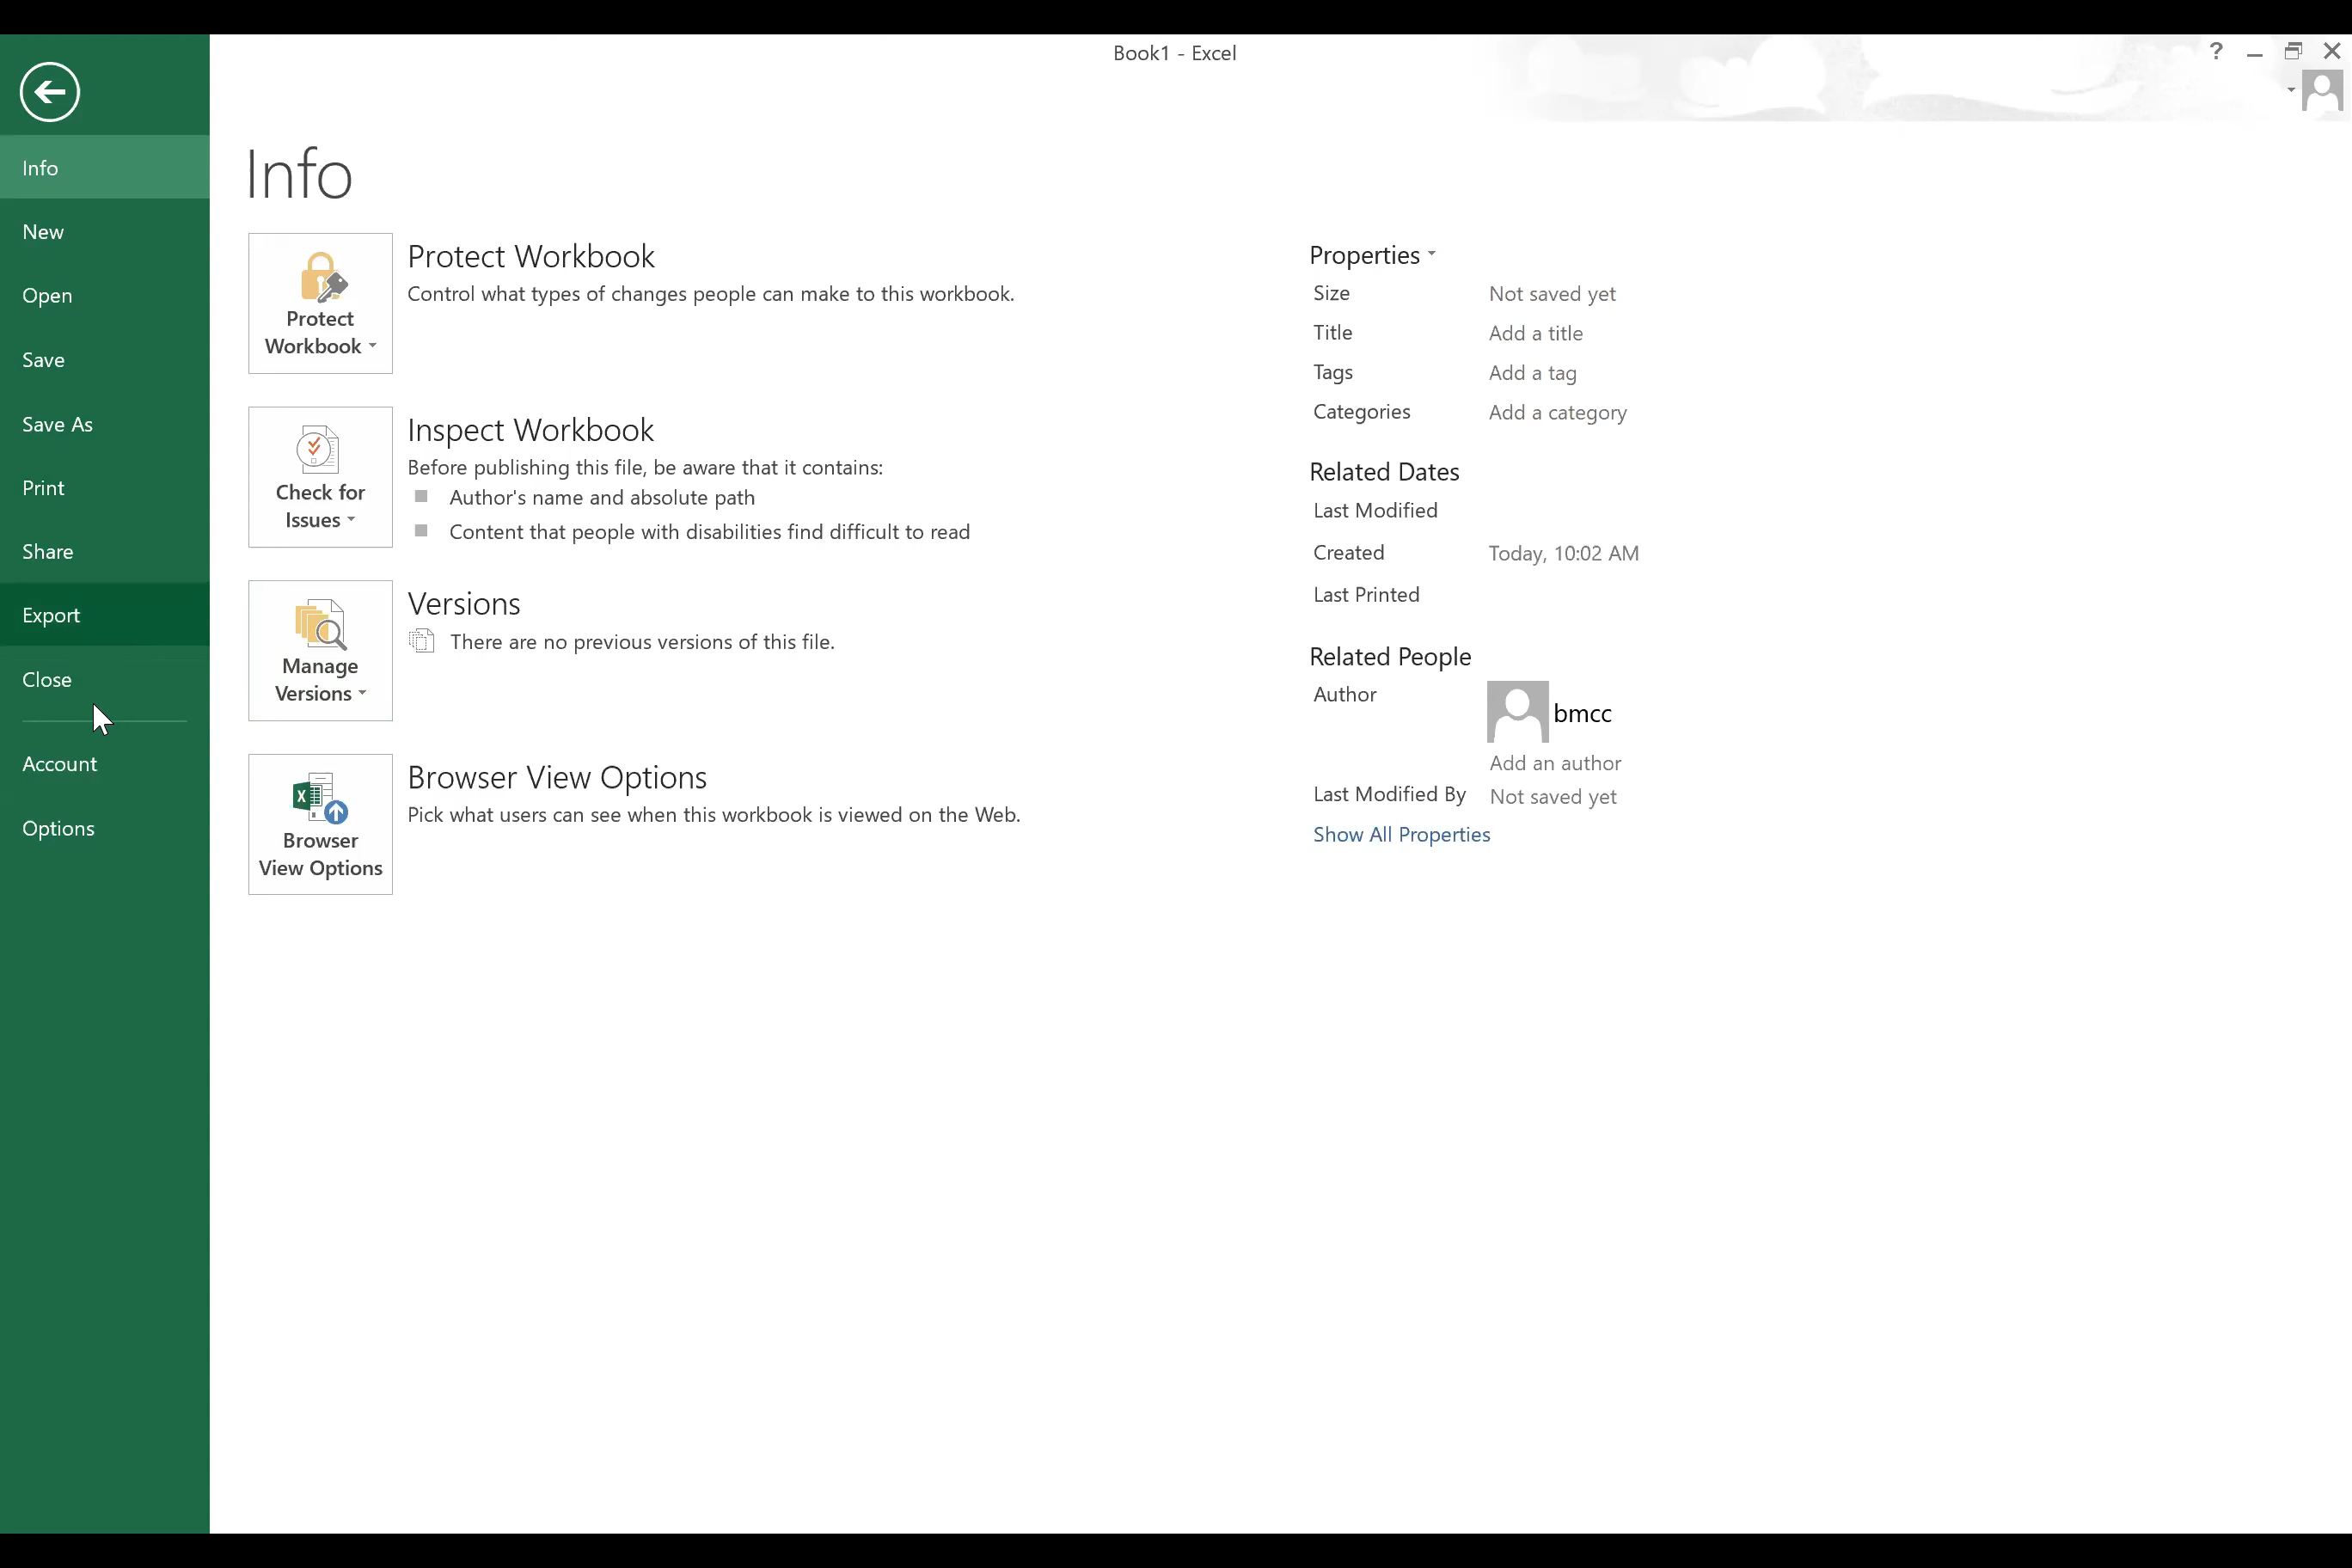 Book1 - Excel
?
Info
New
Open
Save
Save As
Print
Share
Export
Close
Account
Options
Info
Protect
Workbook
Protect Workbook
Control what types of changes people can make to this workbook.
Check for
Issues
Inspect Workbook
Before publishing this file, be aware that it contains:
Author's name and absolute path
Content that people with disabilities find difficult to read
Manage
Versions
Versions
There are no previous versions of this file.
X
Browser
View Options
Browser View Options
Pick what users can see when this workbook is viewed on the Web.
Properties
Size Not saved yet
Title Add a title
Tags Add a tag
Categories Add a category
Related Dates
Last Modified
Created Today, 10:02 AM
Last Printed
Related People
Author bmcc
Add an author
Last Modified By Not saved yet
Show All Properties